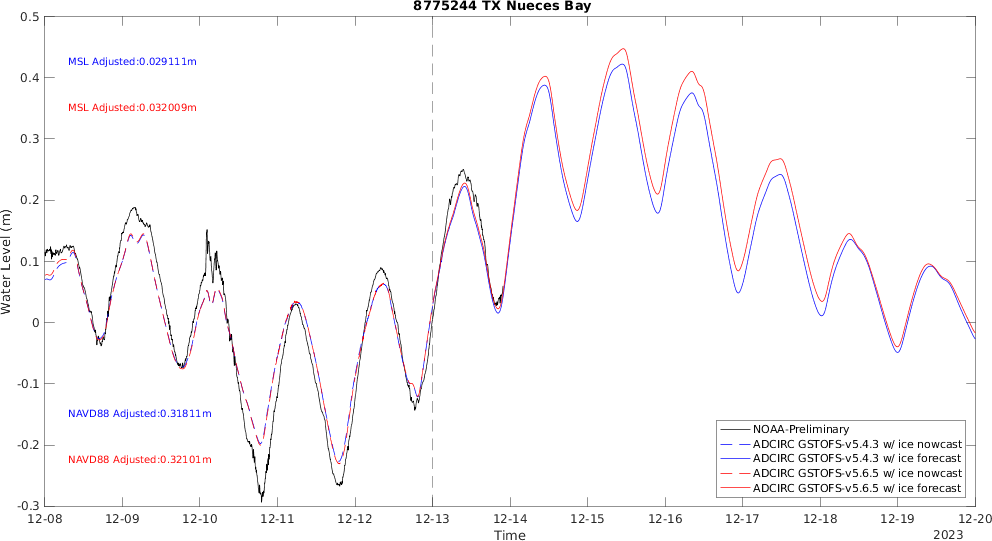 8775244 TX Nueces Bay
Water Level (m)
0.5
0.4
0.3
0.2
0.1
0
-0.1
-0.2
-0.3
MSL Adjusted:0.029111m
MSL Adjusted:0.032009m
NAVD88 Adjusted:0.31811m
NAVD88 Adjusted:0.32101m
NOAA-Preliminary
ADCIRC GSTOFS-v5.4.3 w/ ice nowcast
ADCIRC GSTOFS-v5.4.3 w/ ice forecast
ADCIRC GSTOFS-v5.6.5 w/ ice nowcast
ADCIRC GSTOFS-v5.6.5 w/ ice forecast
12-08 12-09 12-10 12-11 12-12 12-13 12-14 12-15 12-16 12-17 12-18 12-19 12-20
Time
2023